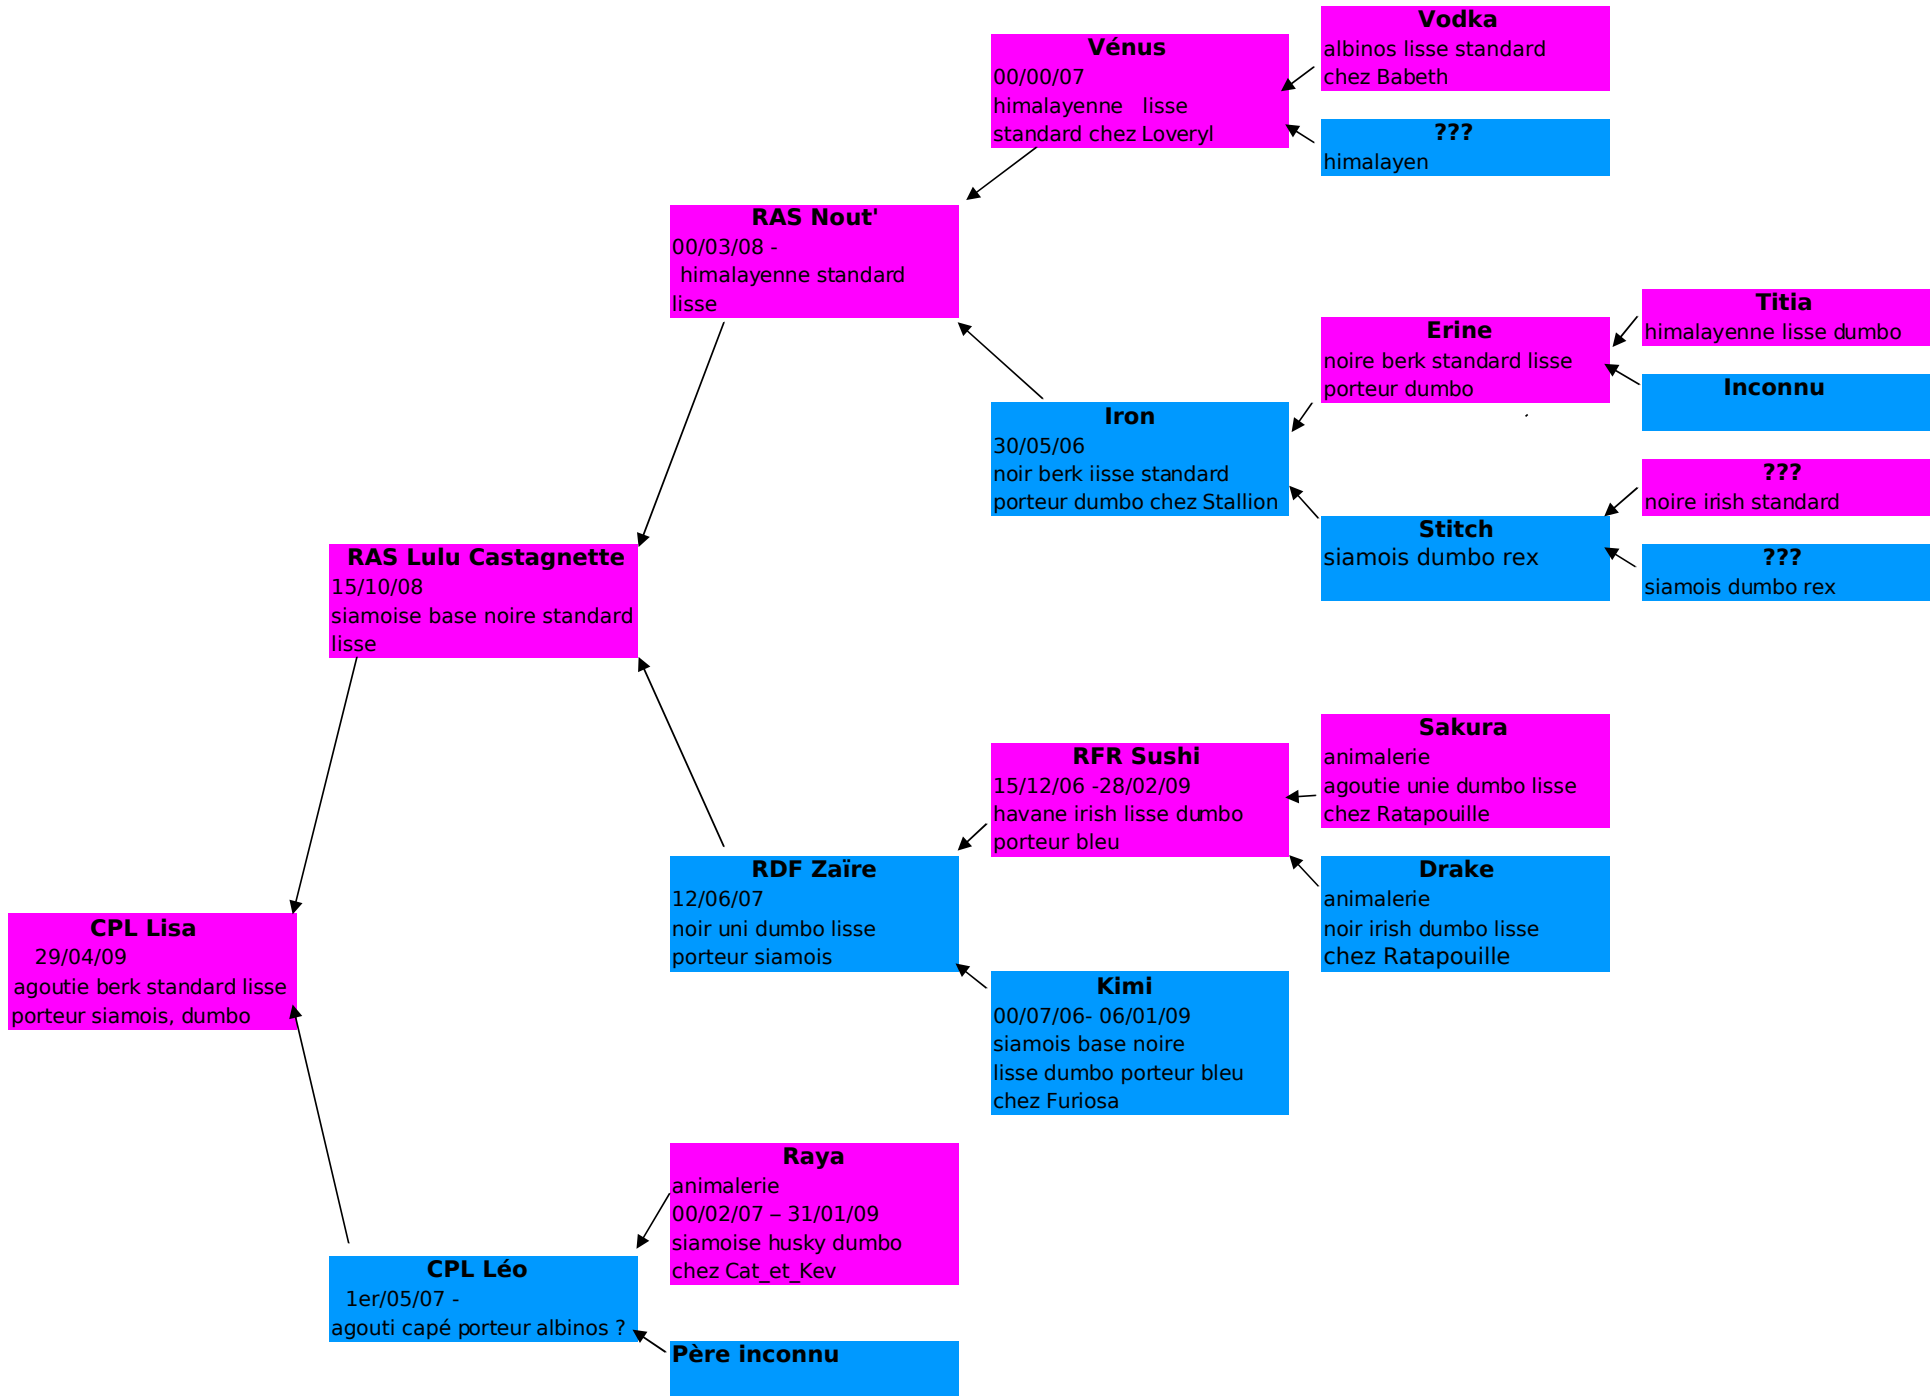 Vodka
albinos lisse standard
chez Babeth
Vénus
00/00/07
himalayenne lisse
standard chez Loveryl
???
himalayen
RAS Nout'
00/03/08 -
himalayenne standard
lisse
Titia
himalayenne lisse dumbo
Erine
noire berk standard lisse
porteur dumbo
Inconnu
Iron
30/05/06
noir berk iisse standard
porteur dumbo chez Stallion
???
noire irish standard
Stitch
siamois dumbo rex
???
siamois dumbo rex
RAS Lulu Castagnette
15/10/08
siamoise base noire standard
lisse
Sakura
animalerie
agoutie unie dumbo lisse
chez Ratapouille
RFR Sushi
15/12/06 -28/02/09
havane irish lisse dumbo
porteur bleu
RDF Zaïre
12/06/07
noir uni dumbo lisse
porteur siamois
Drake
animalerie
noir irish dumbo lisse
chez Ratapouille
CPL Lisa
29/04/09
agoutie berk standard lisse
porteur siamois, dumbo
Kimi
00/07/06- 06/01/09
siamois base noire
lisse dumbo porteur bleu
chez Furiosa
Raya
animalerie
00/02/07 – 31/01/09
siamoise husky dumbo
chez Cat_et_Kev
CPL Léo
1er/05/07 -
agouti capé porteur albinos ?
Père inconnu